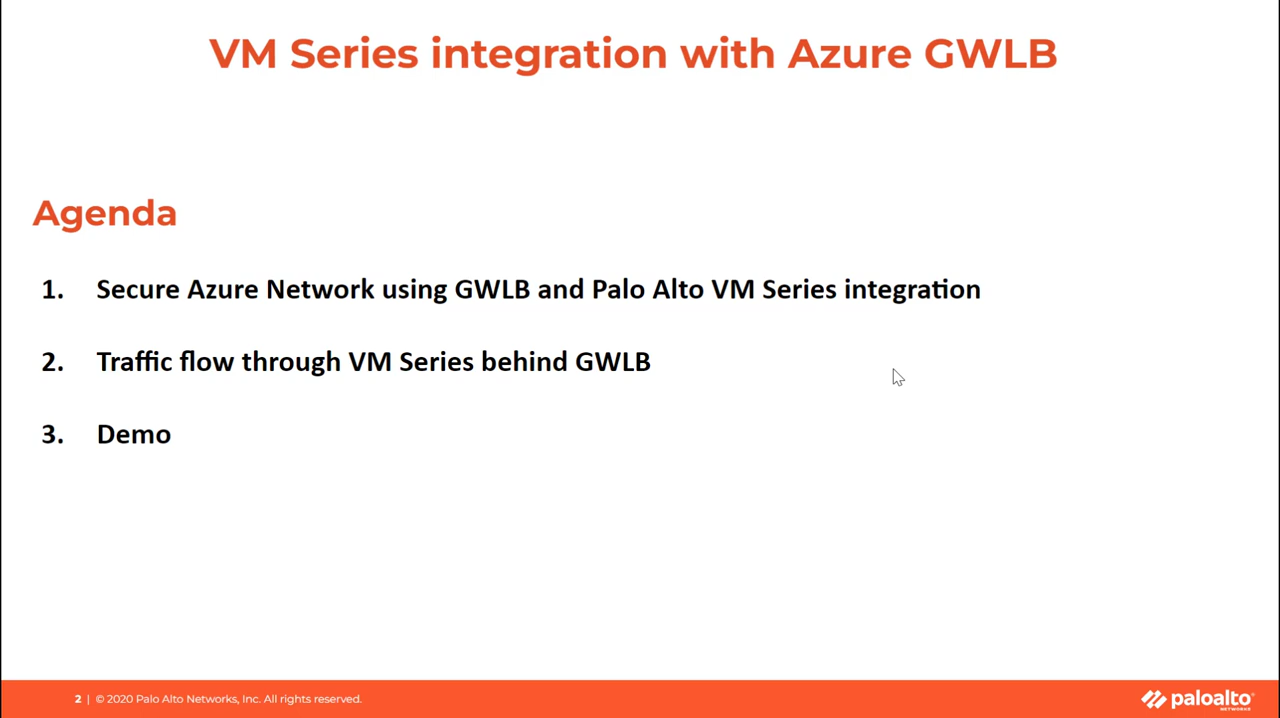 VM Series integration with Azure GWLB
Agenda
1. Secure Azure Network using GWLB and Palo Alto VM Series integration
2. Traffic flow through VM Series behind GWLB
3. Demo
2 | © 2020 Palo Alto Networks, Inc. All rights reserved.
paloalto
NETWORKS